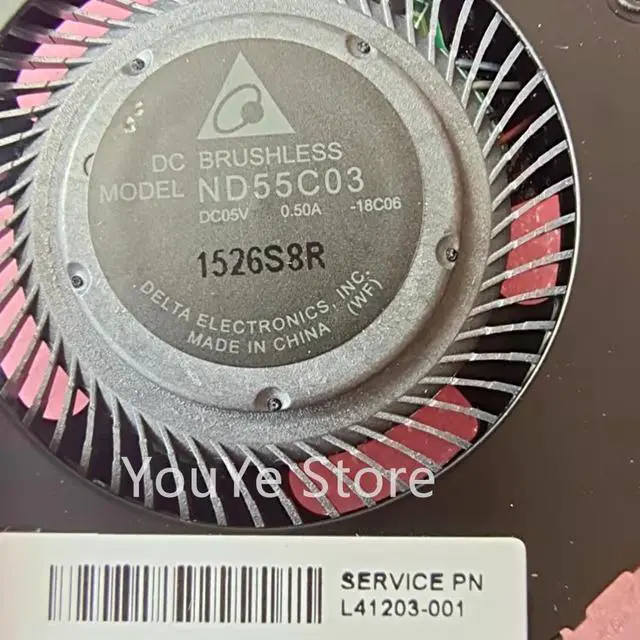 DC BRUSHLESS
MODEL ND55C03
DC05V 0.50A -18C06
1526S8R
DELTA ELECTRONICS, INC.
MADE IN CHINA (WF)
YouYe Store
SERVICE PN
L41203-001